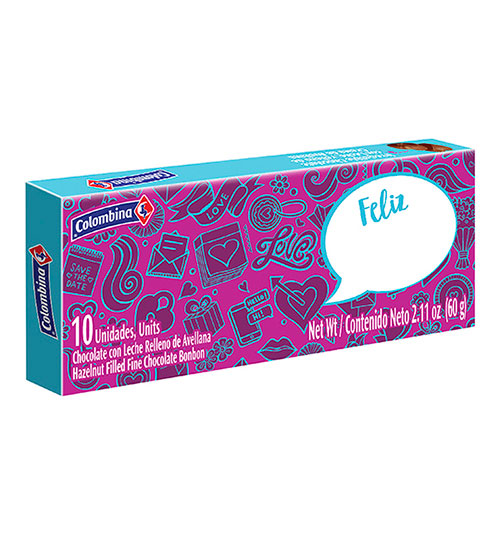 Colombina
Colombina
Colombina
Feliz
LOVE
Love
SAVE
THE
DATE
Hello!
Hi!
10 Unidades, Units
Chocolate con Leche Relleno de Avellana
Hazelnut Filled Fine Chocolate Bonbon
Net Wt / Contenido Neto 2.11 oz (60 g)